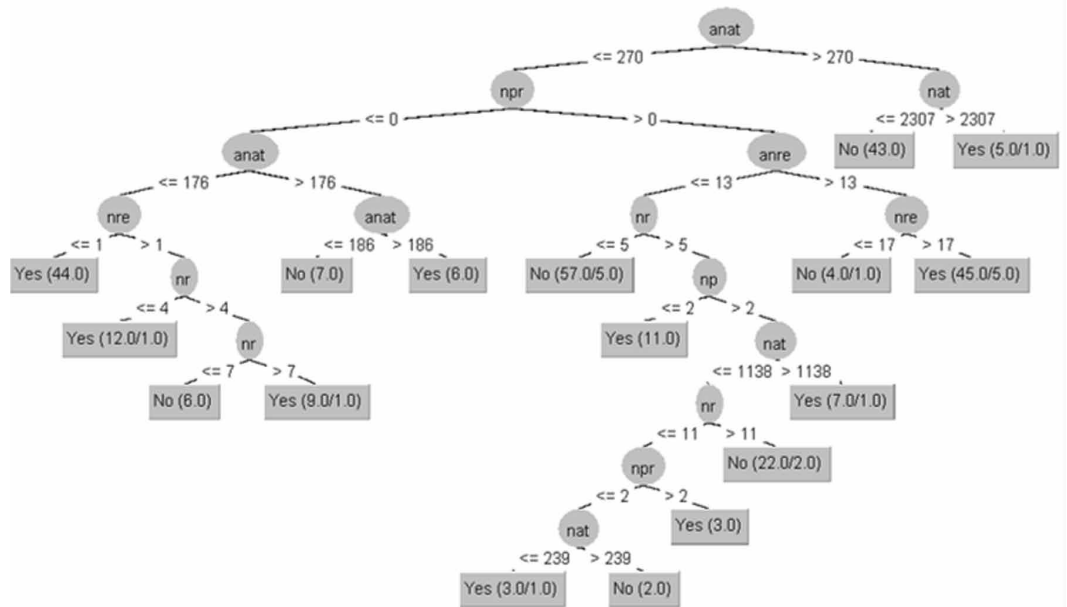 anat
<= 270 > 270
npr nat
<= 0 > 0 <= 2307 > 2307
anat anre No (43.0) Yes (5.0/1.0)
<= 176 > 176 <= 13 > 13
nre anat nr nre
<= 1 > 1 <= 186 > 186 <= 5 > 5 <= 17 > 17
Yes (44.0) nr No (7.0) Yes (6.0) No (57.0/5.0) np No (4.0/1.0) Yes (45.0/5.0)
<= 4 > 4 <= 2 > 2
Yes (12.0/1.0) nr Yes (11.0) nat
<= 7 > 7 <= 1138 > 1138
No (6.0) Yes (9.0/1.0) nr Yes (7.0/1.0)
<= 11 > 11
npr No (22.0/2.0)
<= 2 > 2
nat Yes (3.0)
<= 239 > 239
Yes (3.0/1.0) No (2.0)